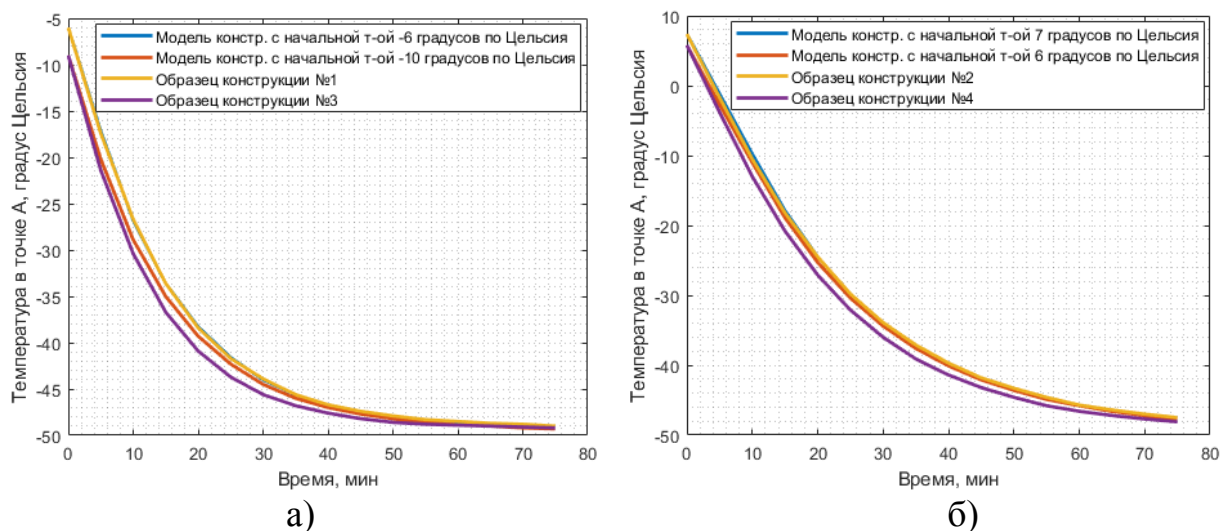 Температура в точке А, градус Цельсия
-5
-10
-15
-20
-25
-30
-35
-40
-45
-50
Модель констр. с начальной т-ой -6 градусов по Цельсия
Модель констр. с начальной т-ой -10 градусов по Цельсия
Образец конструкции №1
Образец конструкции №3
0 10 20 30 40 50 60 70 80
Время, мин
а)
Температура в точке А, градус Цельсия
10
0
-10
-20
-30
-40
-50
Модель констр. с начальной т-ой 7 градусов по Цельсия
Модель констр. с начальной т-ой 6 градусов по Цельсия
Образец конструкции №2
Образец конструкции №4
0 10 20 30 40 50 60 70 80
Время, мин
б)